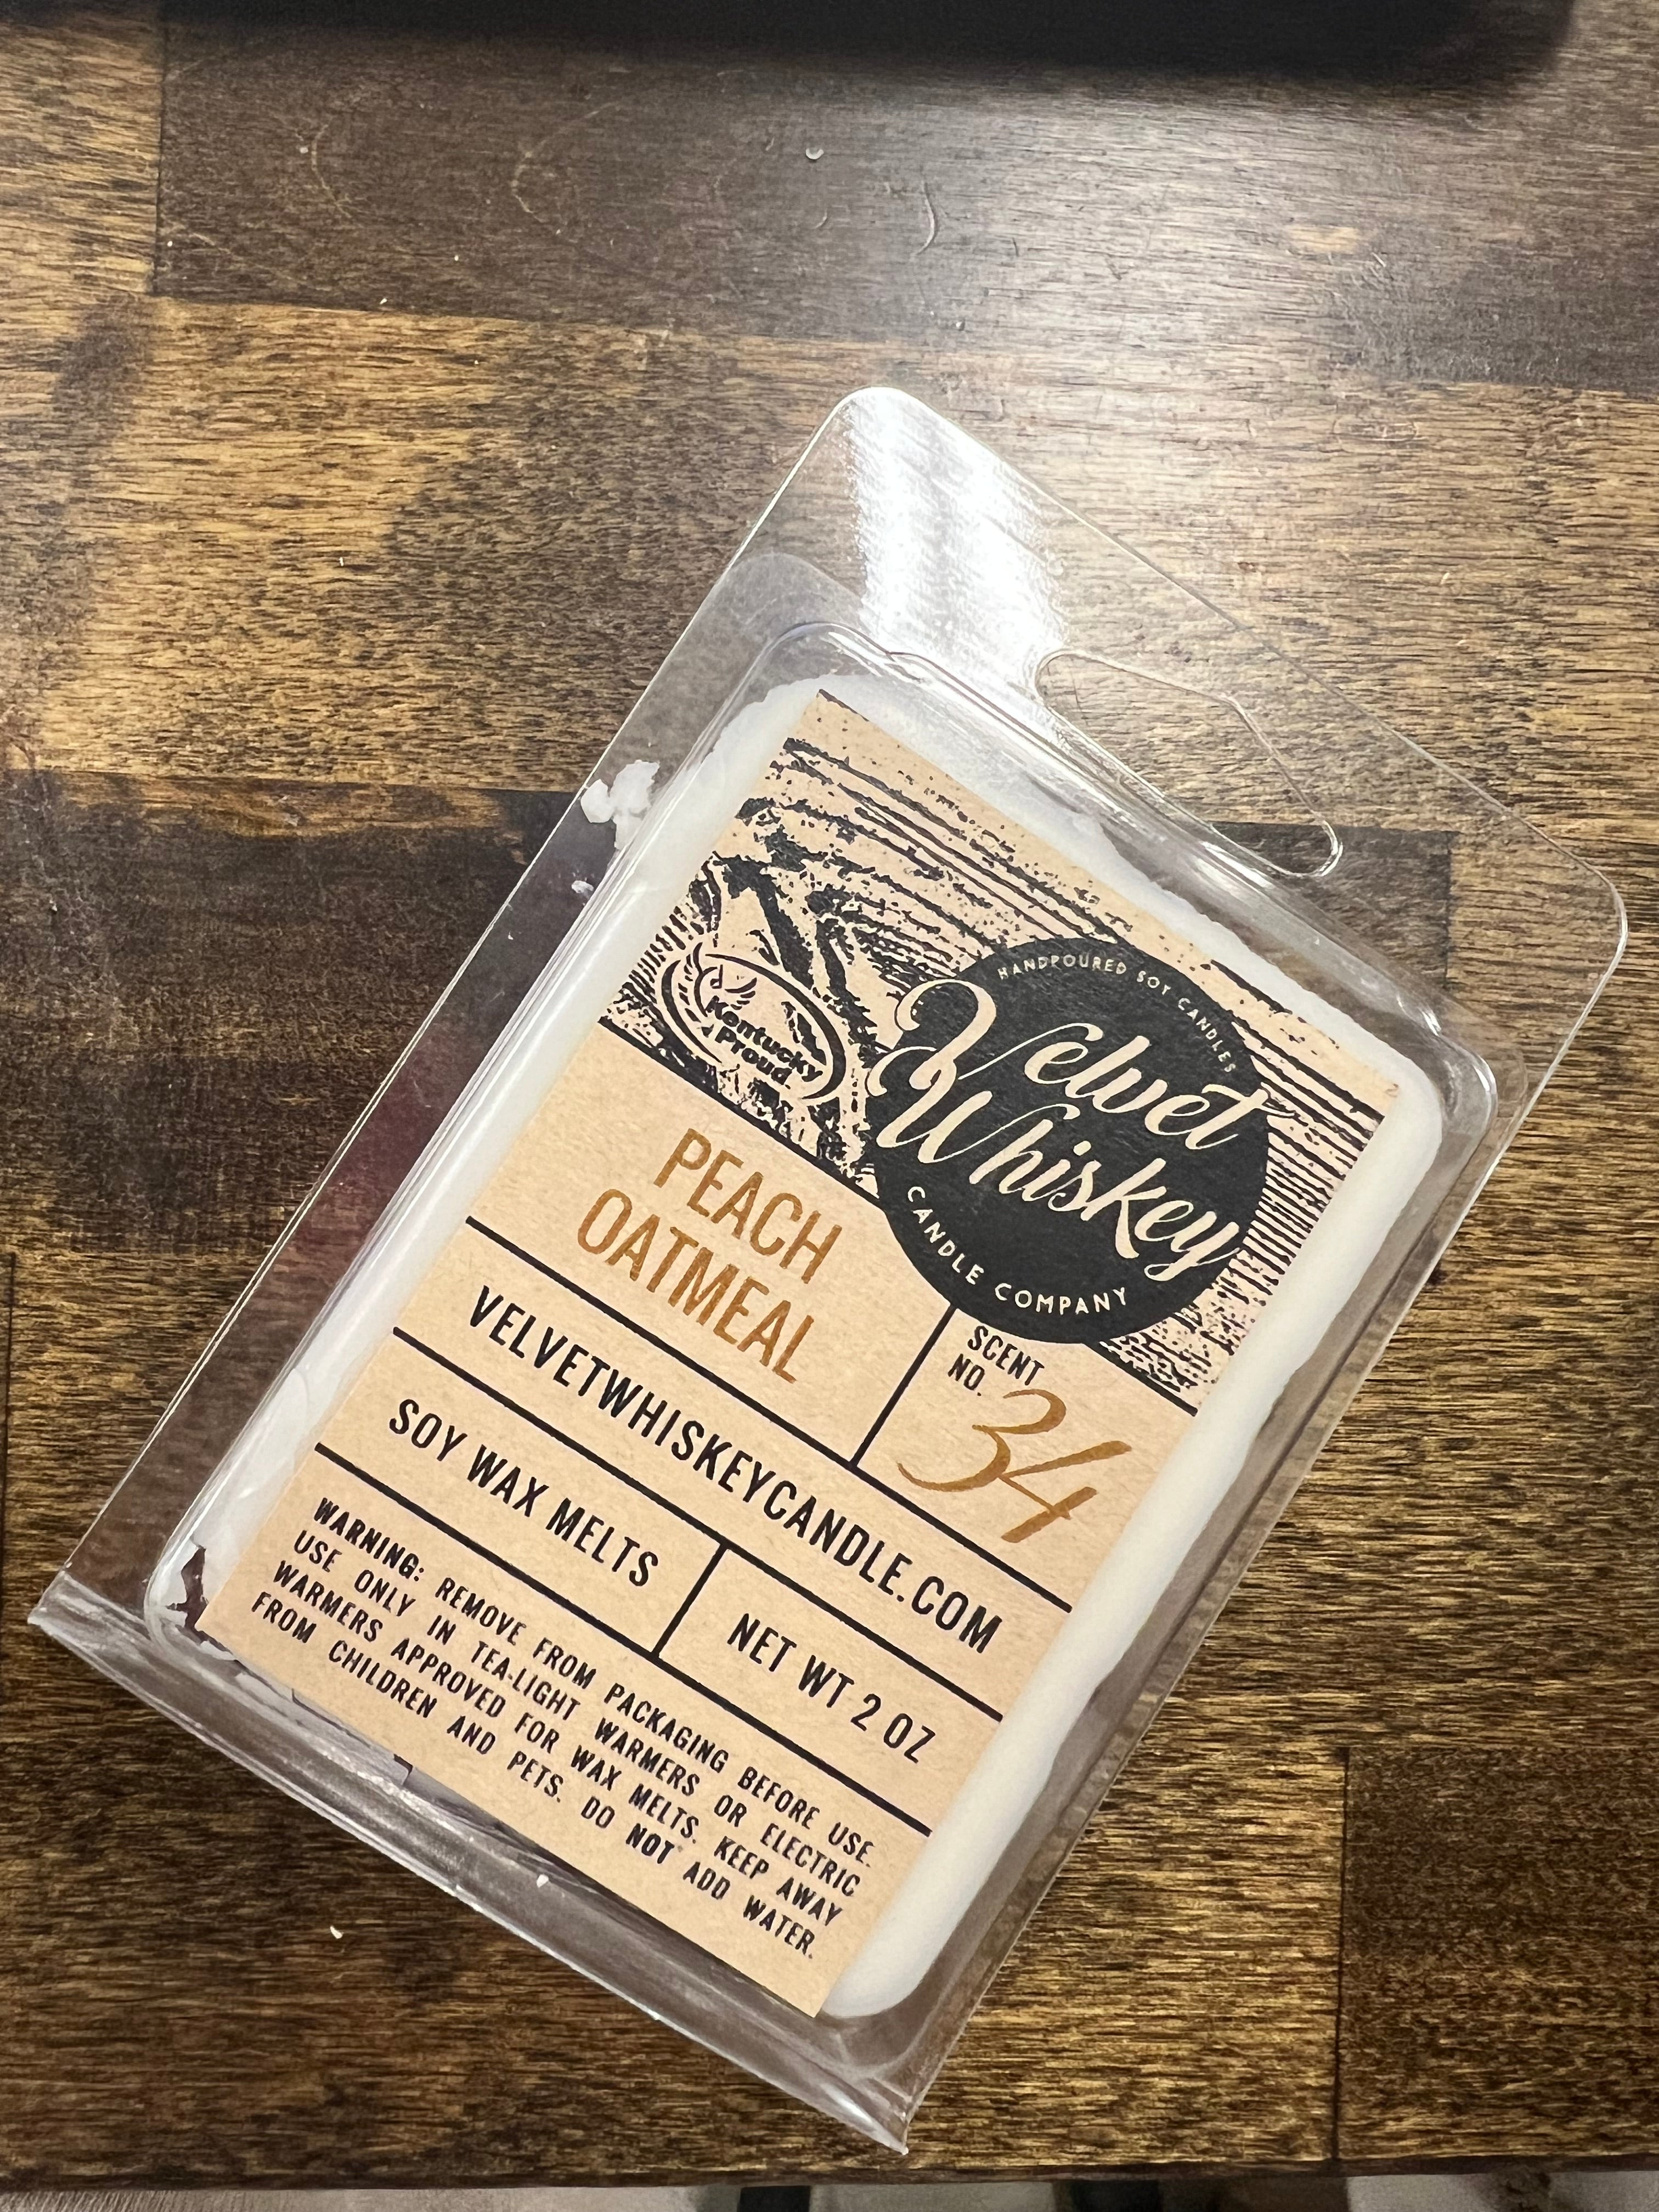 HANDPOURED SOY CANDLES
Velvet
Whiskey
CANDLE COMPANY
Kentucky
Proud
PEACH
OATMEAL
SCENT
NO. 34
VELVETWHISKEYCANDLE.COM
SOY WAX MELTS
NET WT 2 OZ
WARNING: REMOVE FROM PACKAGING BEFORE USE.
USE ONLY IN TEA-LIGHT WARMERS OR ELECTRIC
WARMERS APPROVED FOR WAX MELTS. KEEP AWAY
FROM CHILDREN AND PETS. DO NOT ADD WATER.